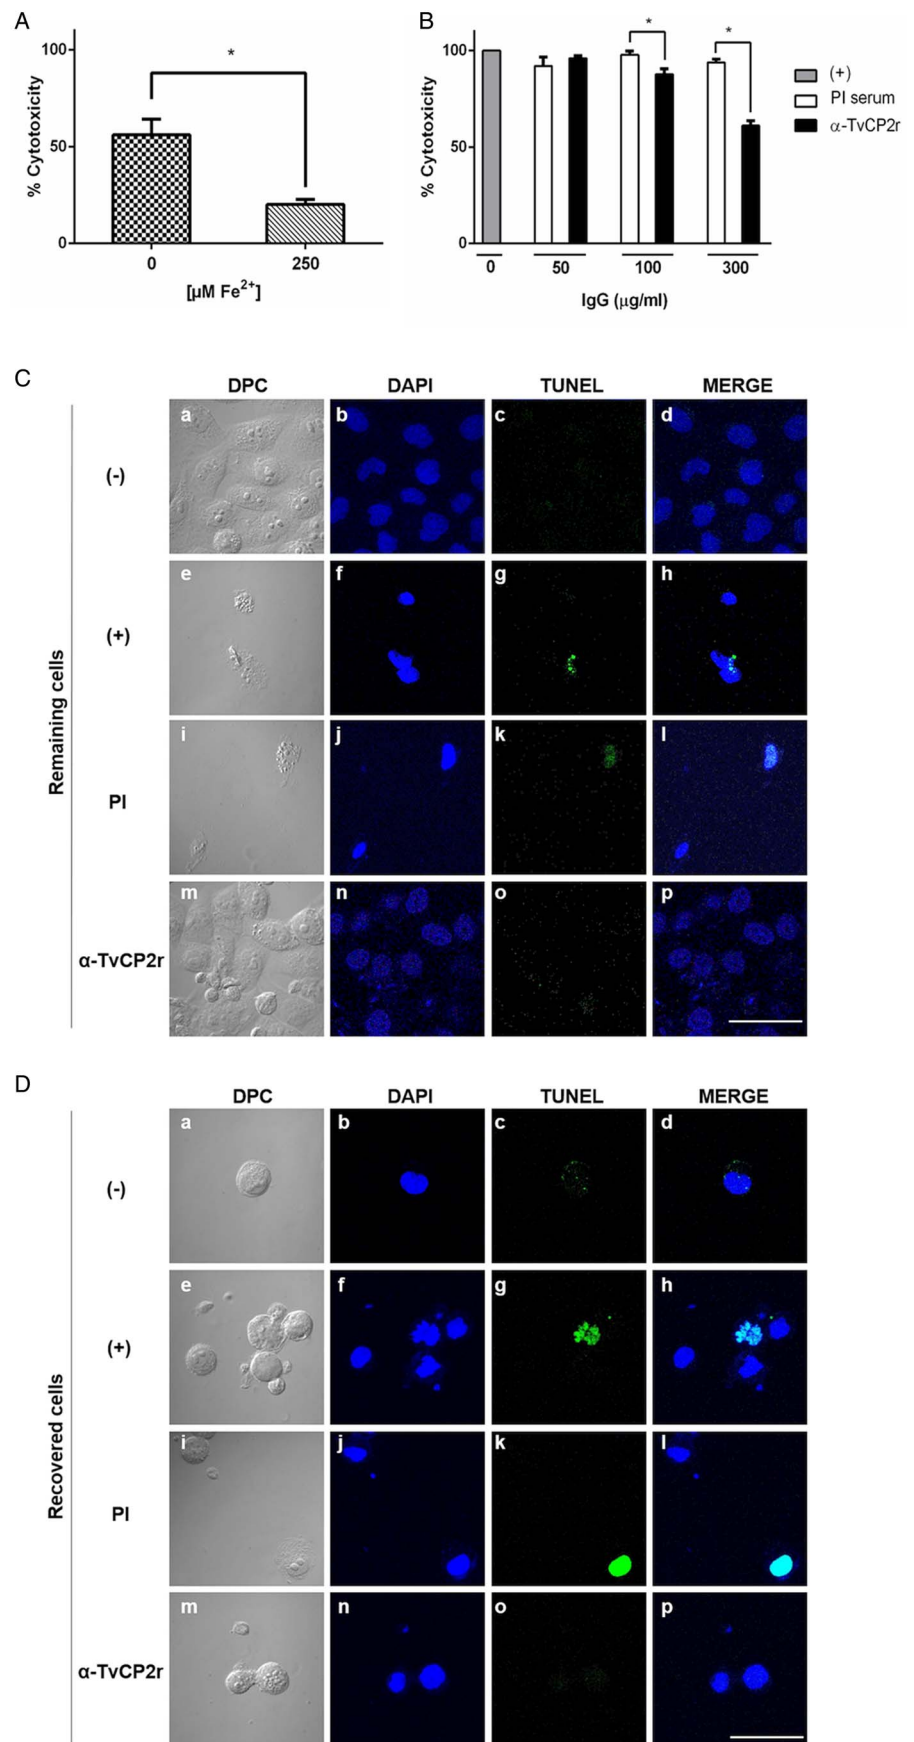 A
B
% Cytotoxicity
100
50
0
*
0
250
[µM Fe2+]
% Cytotoxicity
100
50
0
*
*
0
50
100
300
IgG (µg/ml)
(+)
PI serum
α-TvCP2r
C
DPC DAPI TUNEL MERGE
Remaining cells
(-)
a b c d
(+)
e f g h
PI
i j k l
α-TvCP2r
m n o p
D
DPC DAPI TUNEL MERGE
Recovered cells
(-)
a b c d
(+)
e f g h
PI
i j k l
α-TvCP2r
m n o p